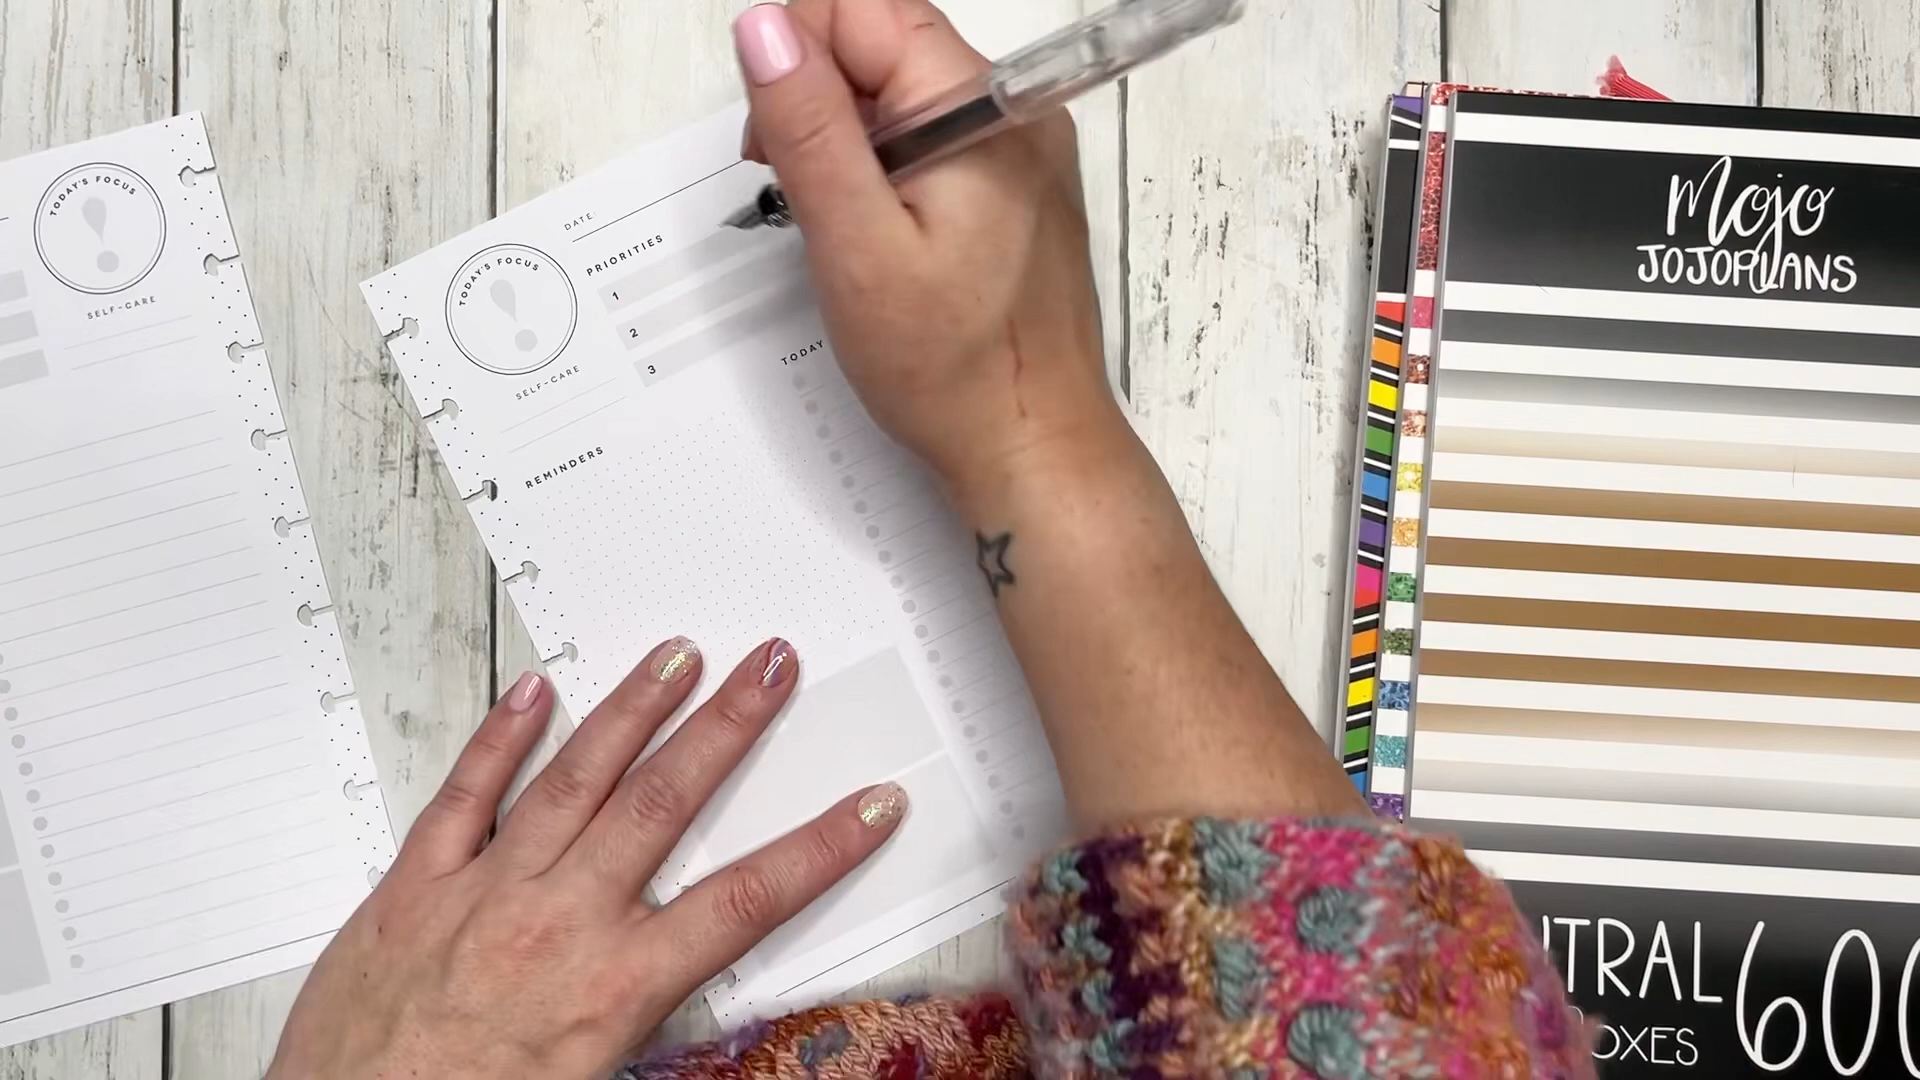 TODAY'S FOCUS
SELF-CARE
DATE:
TODAY'S FOCUS
SELF-CARE
PRIORITIES
1
2
3
TODAY
REMINDERS
Mojo
JOJOPLANS
TRAL
600
OXES